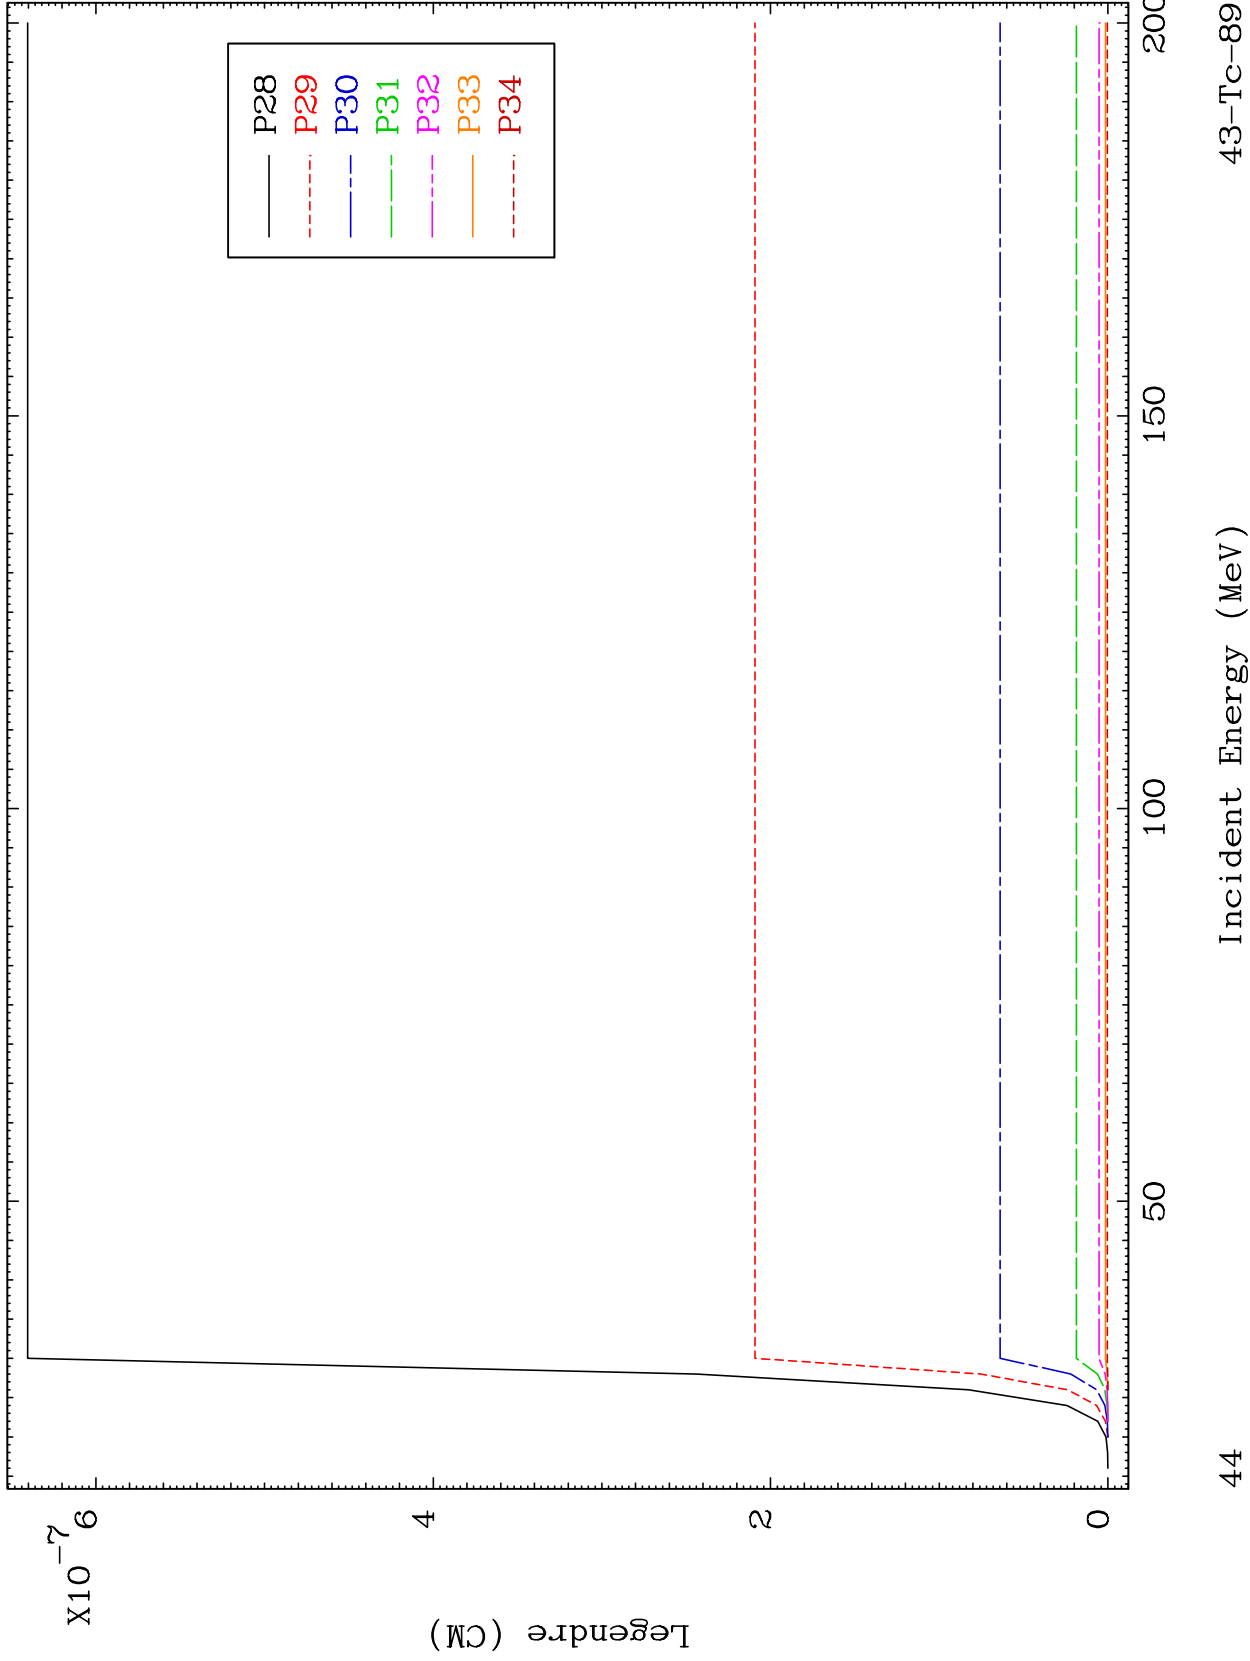 X10-7
6
4
2
0
Legendre (CM)
P28
P29
P30
P31
P32
P33
P34
50
100
150
200
Incident Energy (MeV)
44
43-Tc-89